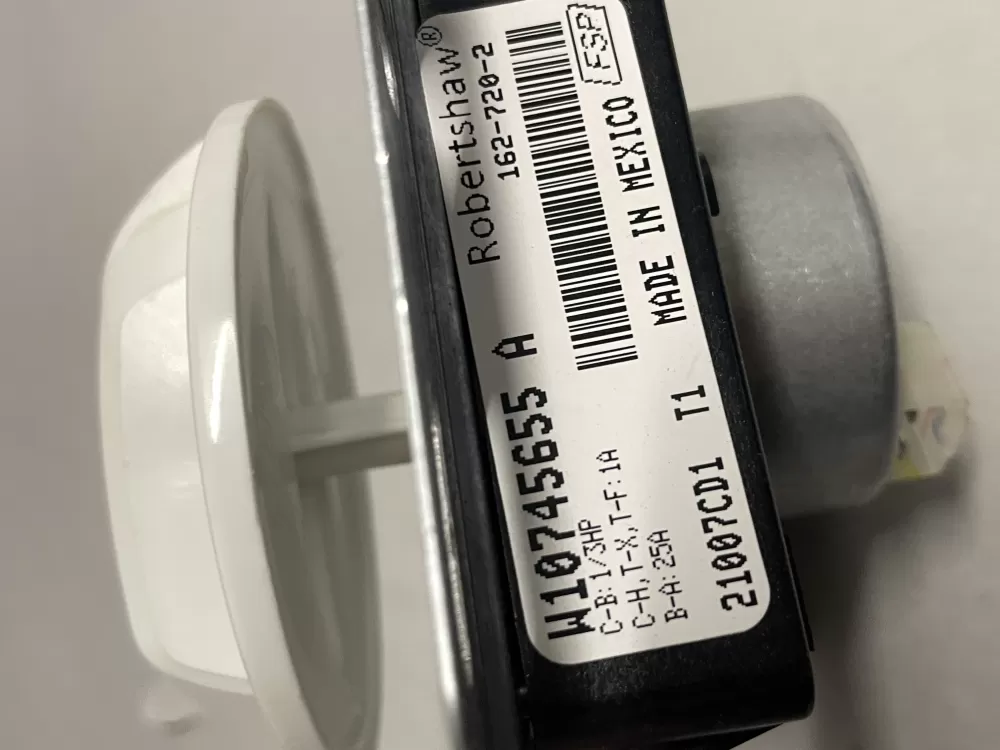 Robertshaw®
162-720-2
FSP
MADE IN MEXICO
W10745655 A
C-B:1/3HP
C-H,T-X,T-F:1A
B-A:25A
21007CD1 T1